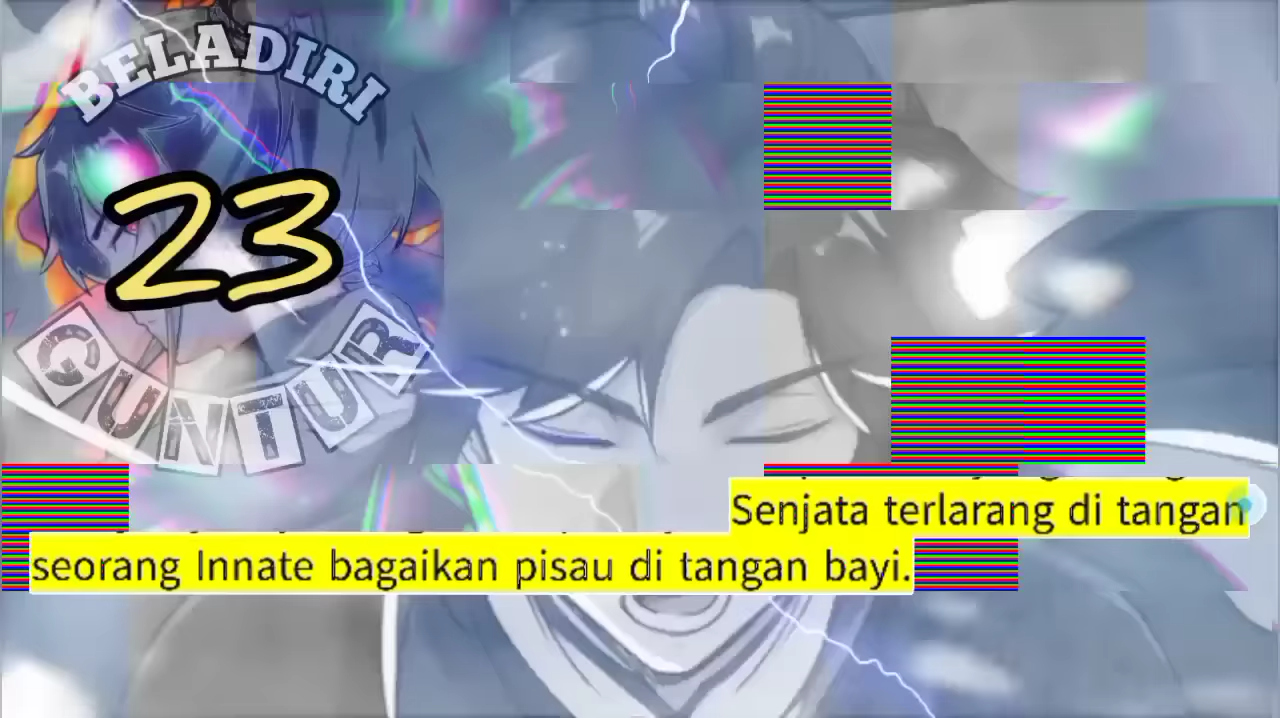 BELADIRI
23
GUNTUR
Senjata terlarang di tangan
seorang Innate bagaikan pisau di tangan bayi.